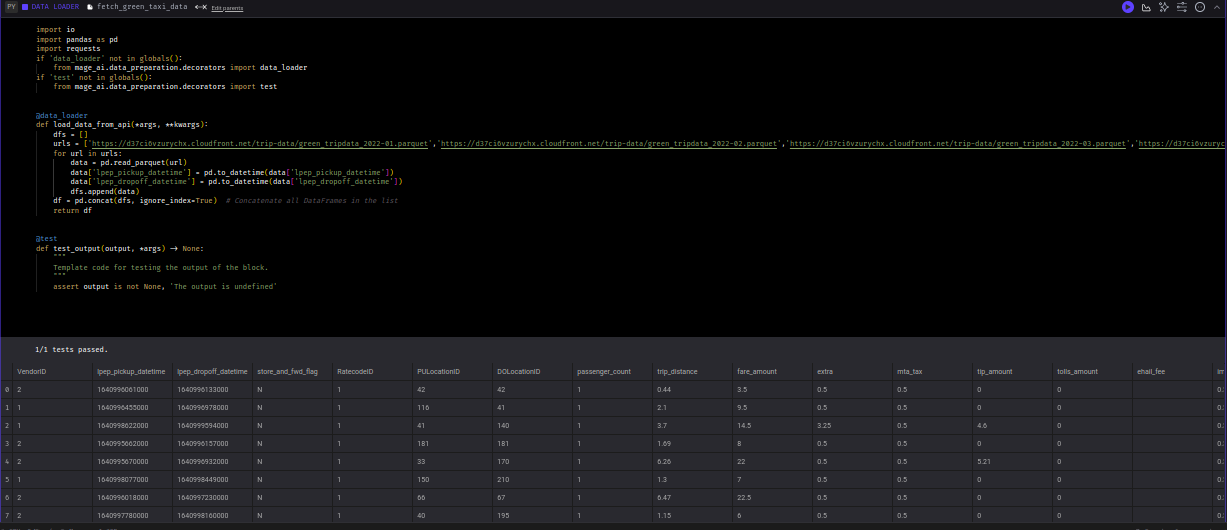 PY DATA LOADER fetch_green_taxi_data Edit parents
import io
import pandas as pd
import requests
if 'data_loader' not in globals():
from mage_ai.data_preparation.decorators import data_loader
if 'test' not in globals():
from mage_ai.data_preparation.decorators import test
@data_loader
def load_data_from_api(*args, **kwargs):
dfs = []
urls = ['https://d37ci6vzurychx.cloudfront.net/trip-data/green_tripdata_2022-01.parquet','https://d37ci6vzurychx.cloudfront.net/trip-data/green_tripdata_2022-02.parquet','https://d37ci6vzurychx.cloudfront.net/trip-data/green_tripdata_2022-03.parquet','https://d37ci6vzuryc
for url in urls:
data = pd.read_parquet(url)
data['lpep_pickup_datetime'] = pd.to_datetime(data['lpep_pickup_datetime'])
data['lpep_dropoff_datetime'] = pd.to_datetime(data['lpep_dropoff_datetime'])
dfs.append(data)
df = pd.concat(dfs, ignore_index=True) # Concatenate all DataFrames in the list
return df
@test
def test_output(output, *args) -> None:
"""
Template code for testing the output of the block.
"""
assert output is not None, 'The output is undefined'
1/1 tests passed.
VendorID lpep_pickup_datetime lpep_dropoff_datetime store_and_fwd_flag RatecodeID PULocationID DOLocationID passenger_count trip_distance fare_amount extra mta_tax tip_amount tolls_amount ehail_fee im
0 2 1640996061000 1640996133000 N 1 42 42 1 0.44 3.5 0.5 0.5 0 0 0.
1 1 1640996455000 1640996978000 N 1 116 41 1 2.1 9.5 0.5 0.5 0 0 0.
2 1 1640998622000 1640999594000 N 1 41 140 1 3.7 14.5 3.25 0.5 4.6 0 0.
3 2 1640995662000 1640996157000 N 1 181 181 1 1.69 8 0.5 0.5 0 0 0.
4 2 1640995670000 1640996932000 N 1 33 170 1 6.26 22 0.5 0.5 5.21 0 0.
5 1 1640998077000 1640998449000 N 1 150 210 1 1.3 7 0.5 0.5 0 0 0.
6 2 1640996018000 1640997230000 N 1 66 67 1 6.47 22.5 0.5 0.5 0 0 0.
7 2 1640997780000 1640998160000 N 1 40 195 1 1.15 6 0.5 0.5 0 0 0.